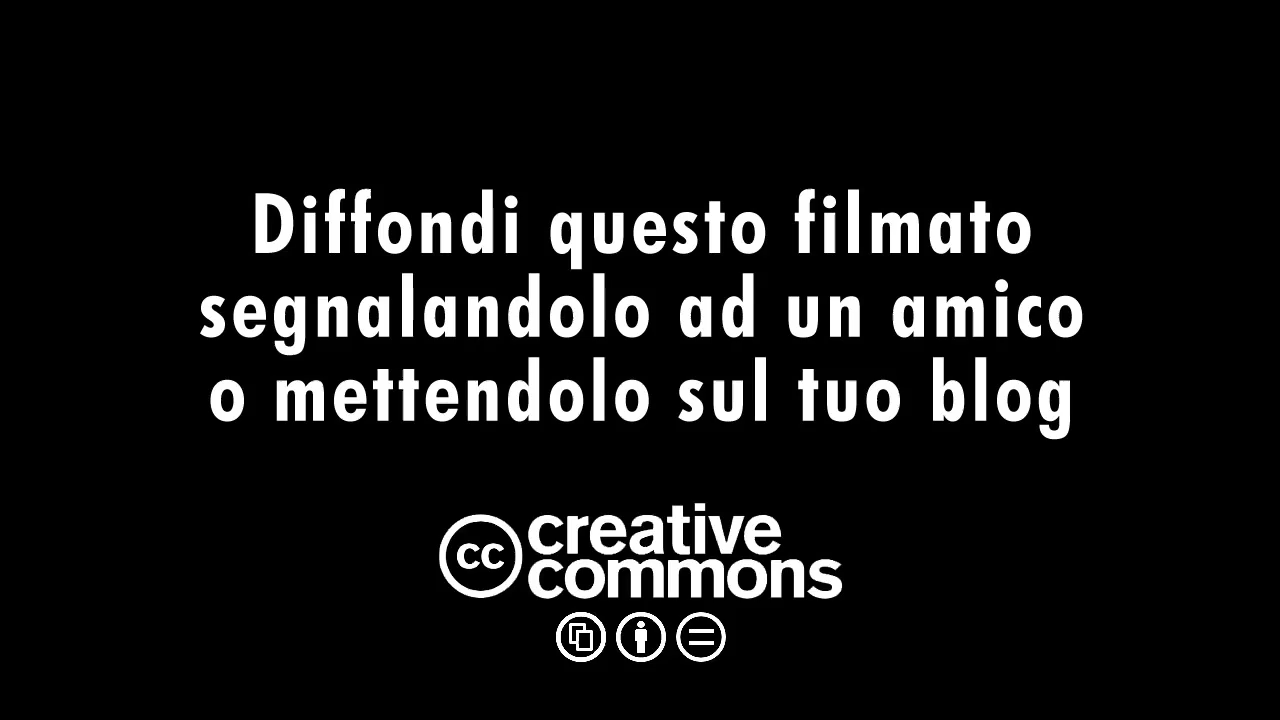 Diffondi questo filmato
segnalandolo ad un amico
o mettendolo sul tuo blog
cc creative
commons